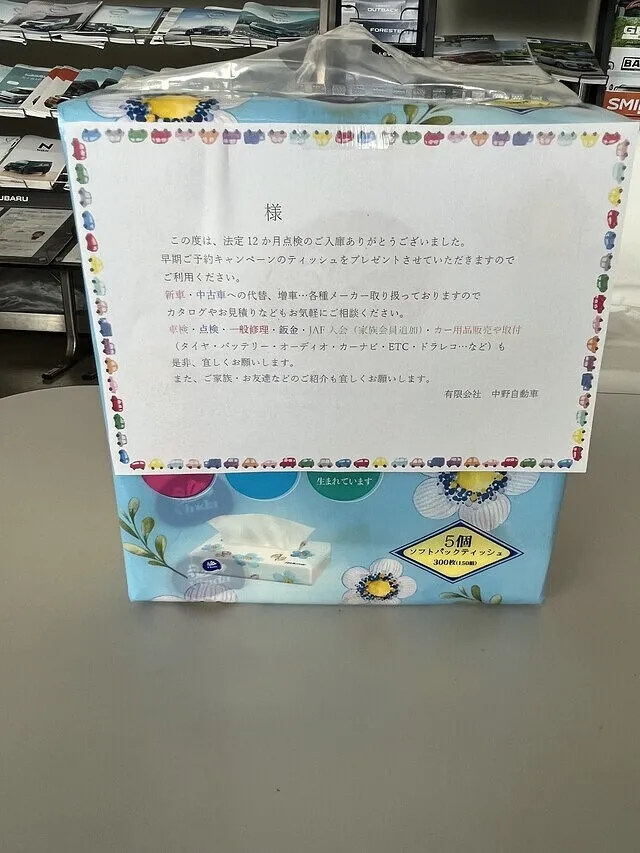 OUTBACK
FORESTER
SUBARU
様
この度は、法定12か月点検のご入庫ありがとうございました。
早期ご予約キャンペーンのティッシュをプレゼントさせていただきますので
ご利用ください。
新車・中古車への代替、増車…各種メーカー取り扱っておりますので
カタログやお見積りなどもお気軽にご相談ください。
車検・点検・一般修理・鈑金・JAF入会（家族会員追加）・カー用品販売や取付
（タイヤ・バッテリー・オーディオ・カーナビ・ETC・ドラレコ…など）も
是非、宜しくお願いします。
また、ご家族・お友達などのご紹介も宜しくお願いします。
有限会社　中野自動車
生まれています
5個
ソフトパックティッシュ
300枚(150組)